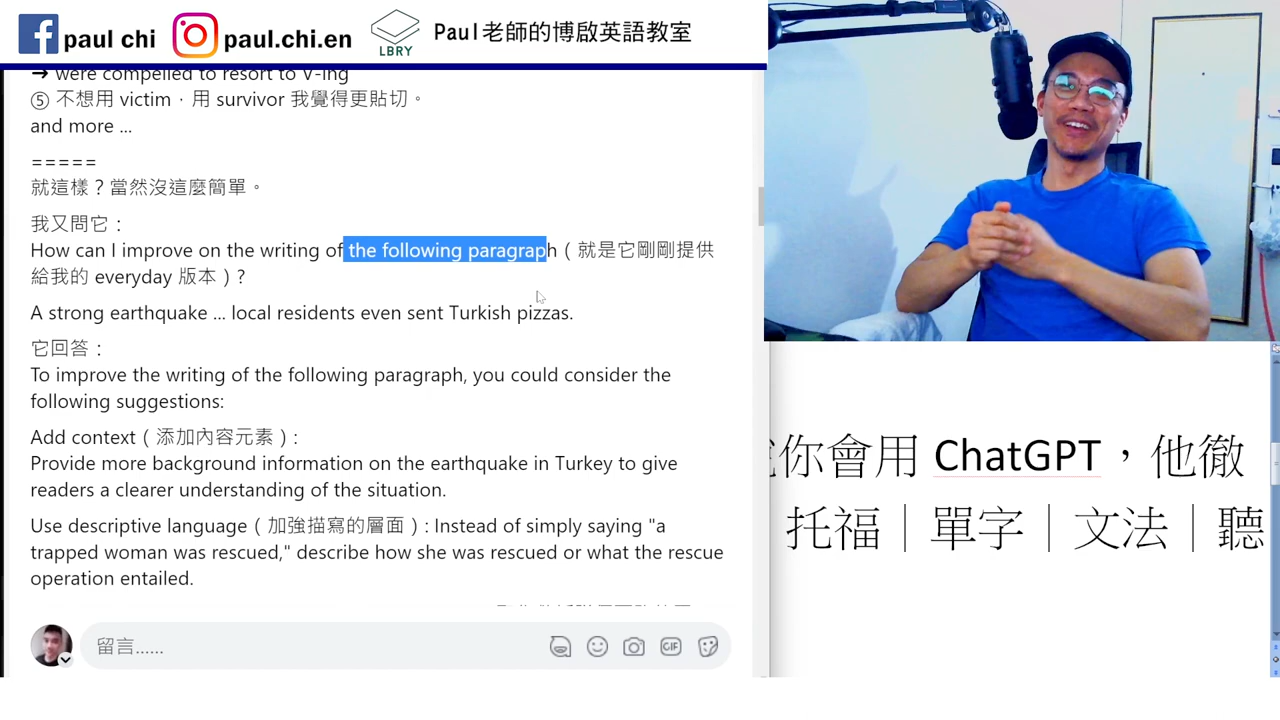 paul chi
paul.chi.en
LBRY
Paul老師的博啟英語教室
→ were compelled to resort to V-ing
⑤ 不想用 victim，用 survivor 我覺得更貼切。
and more ...
=====
就這樣？當然沒這麼簡單。
我又問它：
How can I improve on the writing of the following paragraph（就是它剛剛提供
給我的 everyday 版本）?
A strong earthquake ... local residents even sent Turkish pizzas.
它回答：
To improve the writing of the following paragraph, you could consider the
following suggestions:
Add context（添加內容元素）:
Provide more background information on the earthquake in Turkey to give
readers a clearer understanding of the situation.
Use descriptive language（加強描寫的層面）: Instead of simply saying "a
trapped woman was rescued," describe how she was rescued or what the rescue
operation entailed.
留言......
GIF
你會用 ChatGPT，他徹
托福｜單字｜文法｜聽